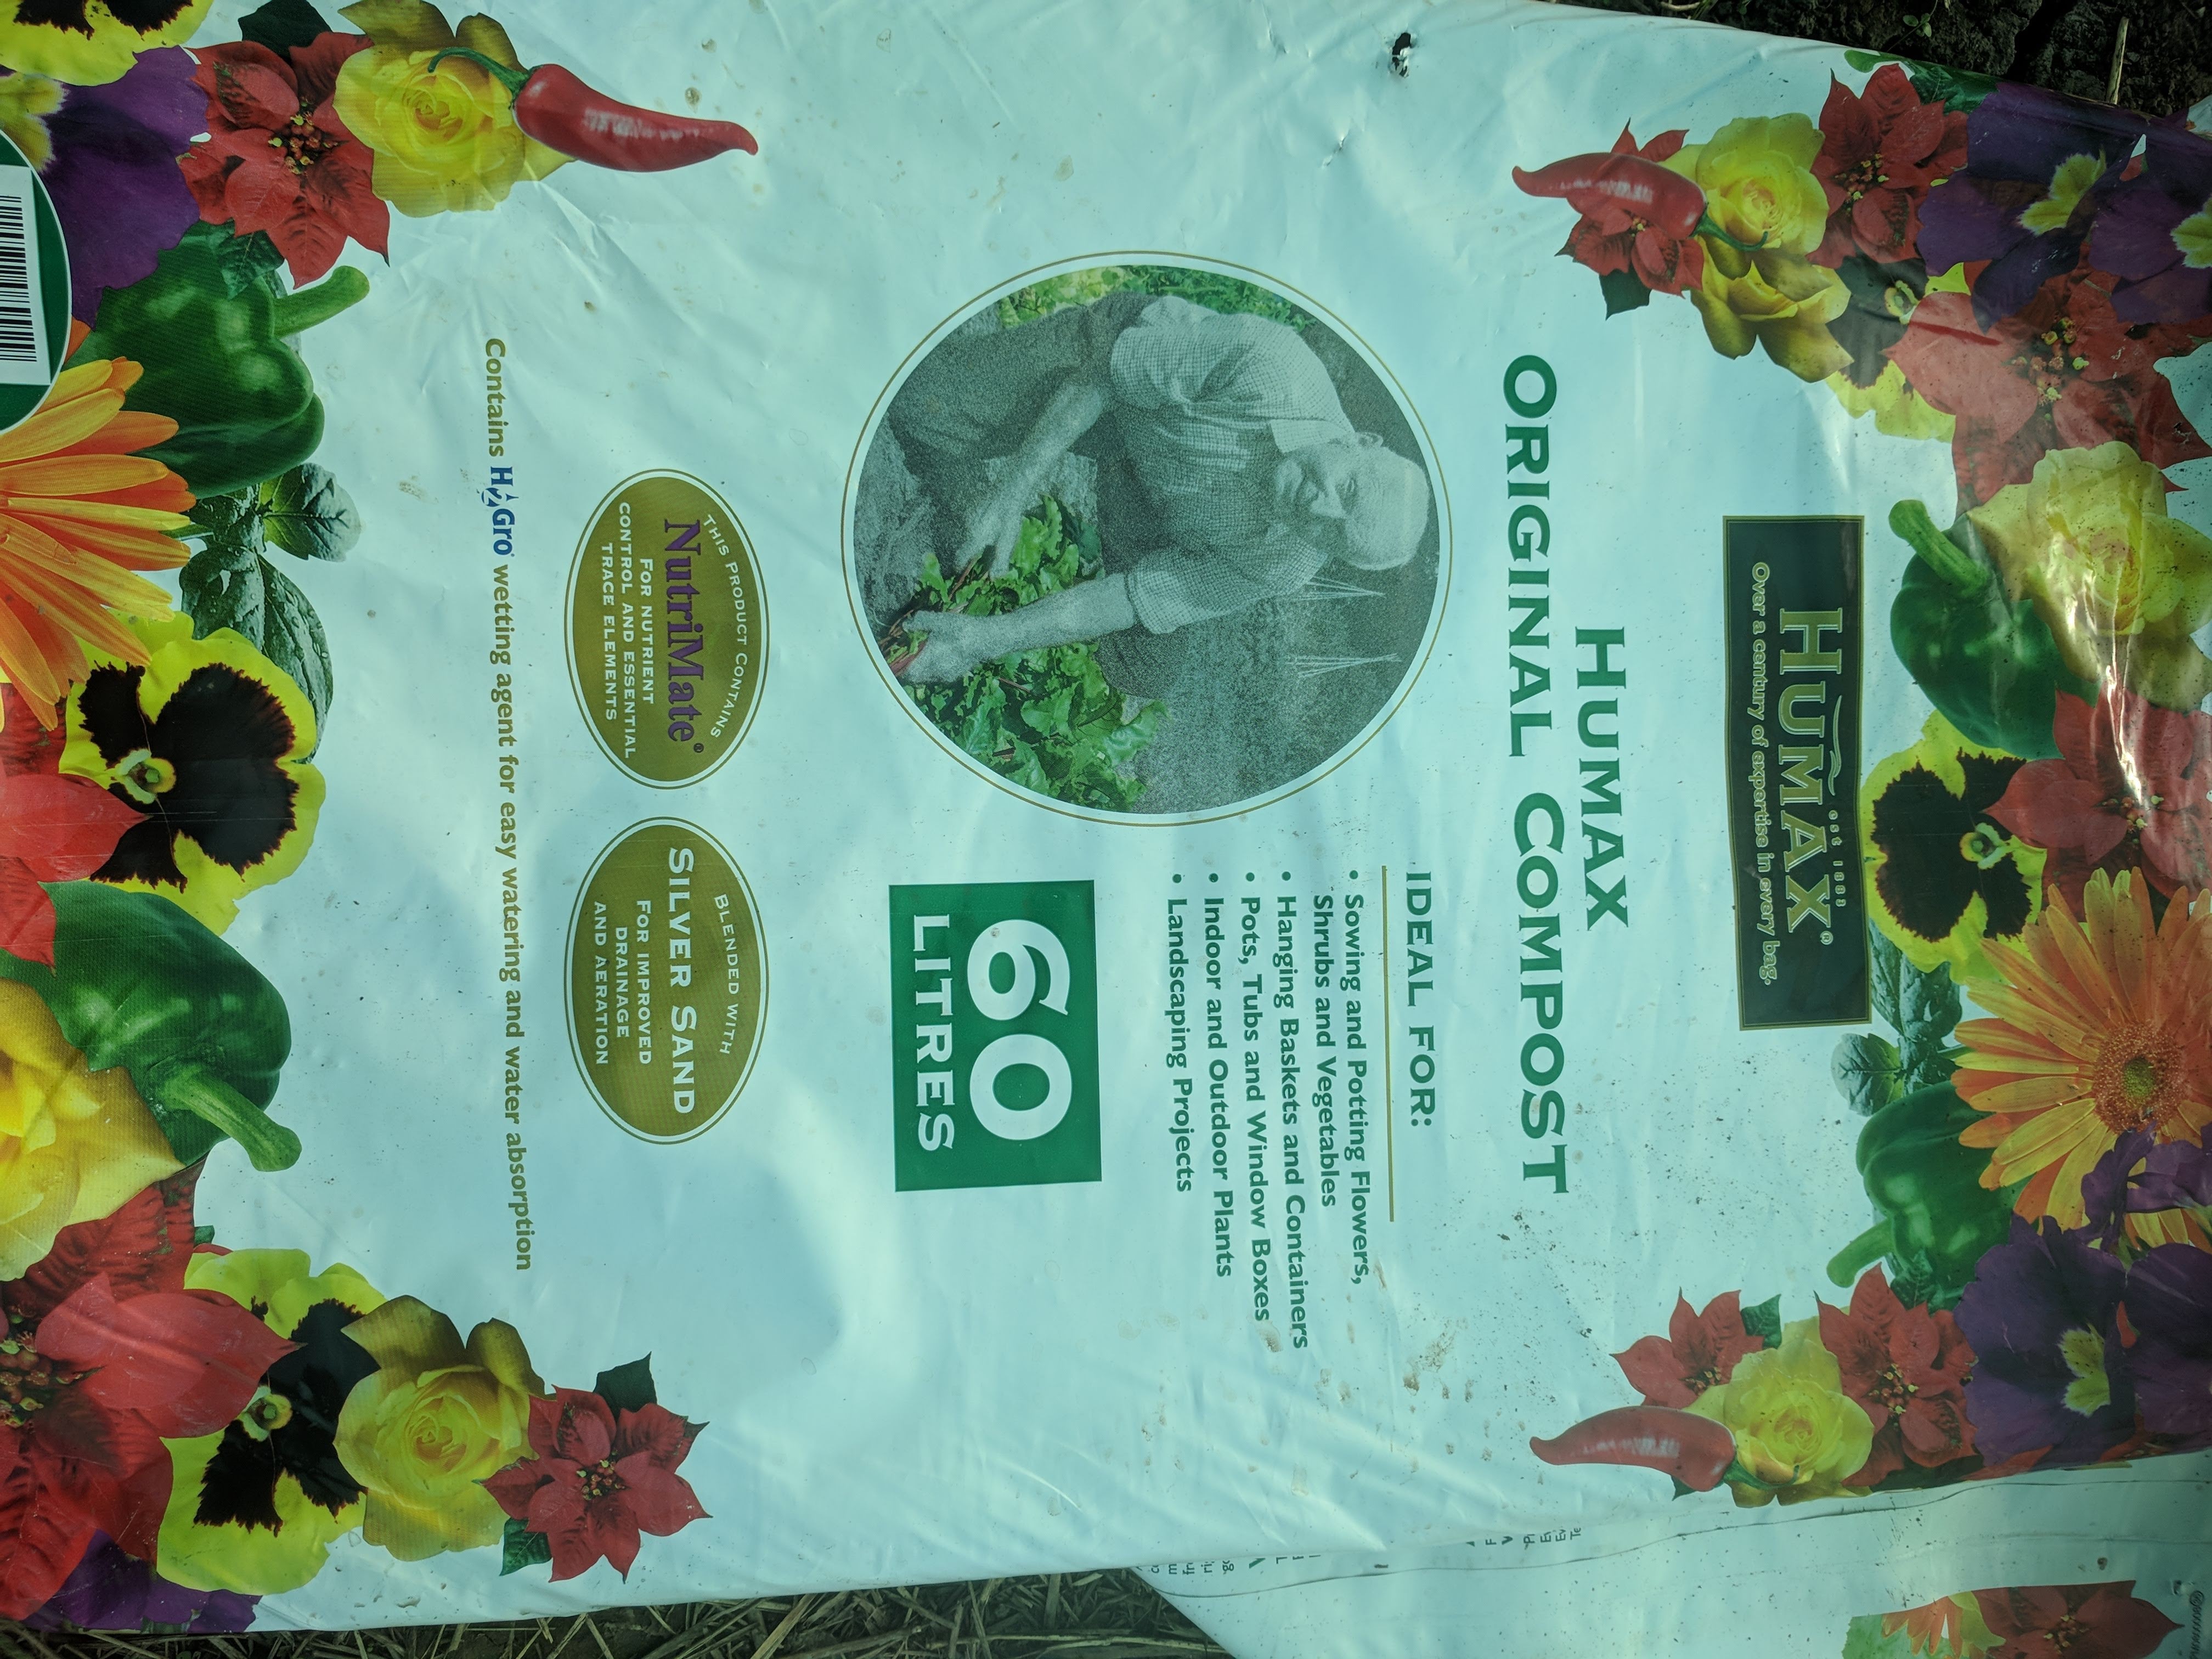 HUMAX®
est 1883
Over a century of expertise in every bag.
HUMAX
ORIGINAL COMPOST
IDEAL FOR:
• Sowing and Potting Flowers,
Shrubs and Vegetables
• Hanging Baskets and Containers
• Pots, Tubs and Window Boxes
• Indoor and Outdoor Plants
• Landscaping Projects
60
LITRES
THIS PRODUCT CONTAINS
NutriMate®
FOR NUTRIENT
CONTROL AND ESSENTIAL
TRACE ELEMENTS
BLENDED WITH
SILVER SAND
FOR IMPROVED
DRAINAGE
AND AERATION
Contains H2Gro® wetting agent for easy watering and water absorption